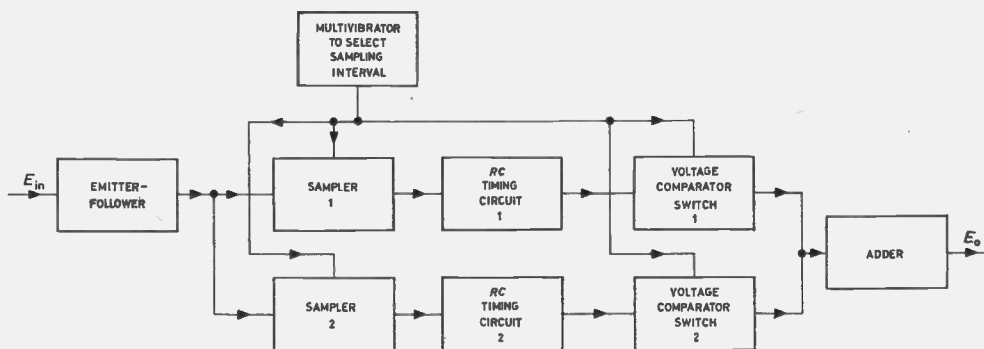 MULTIVIBRATOR
TO SELECT
SAMPLING
INTERVAL
E_in
EMITTER-
FOLLOWER
SAMPLER
1
RC
TIMING
CIRCUIT
1
VOLTAGE
COMPARATOR
SWITCH
1
ADDER
E_o
SAMPLER
2
RC
TIMING
CIRCUIT
2
VOLTAGE
COMPARATOR
SWITCH
2